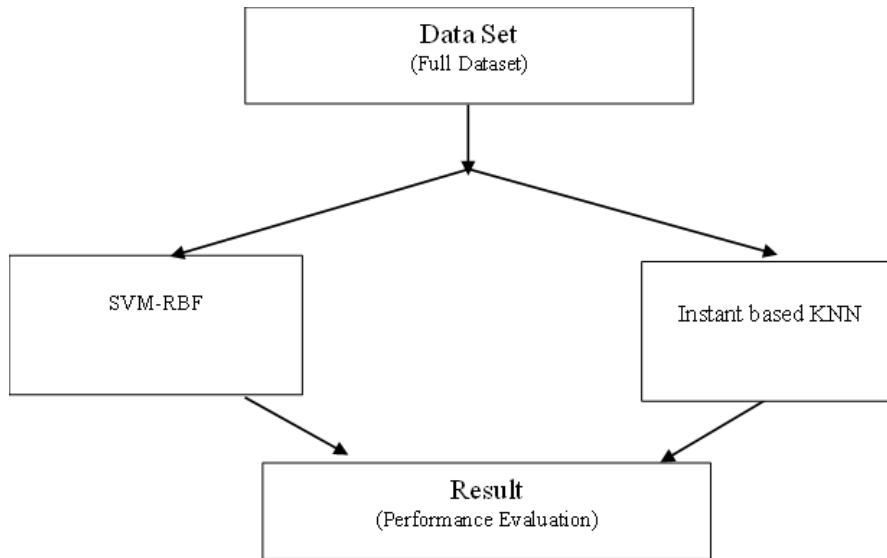 Data Set
(Full Dataset)
SVM-RBF
Instant based KNN
Result
(Performance Evaluation)